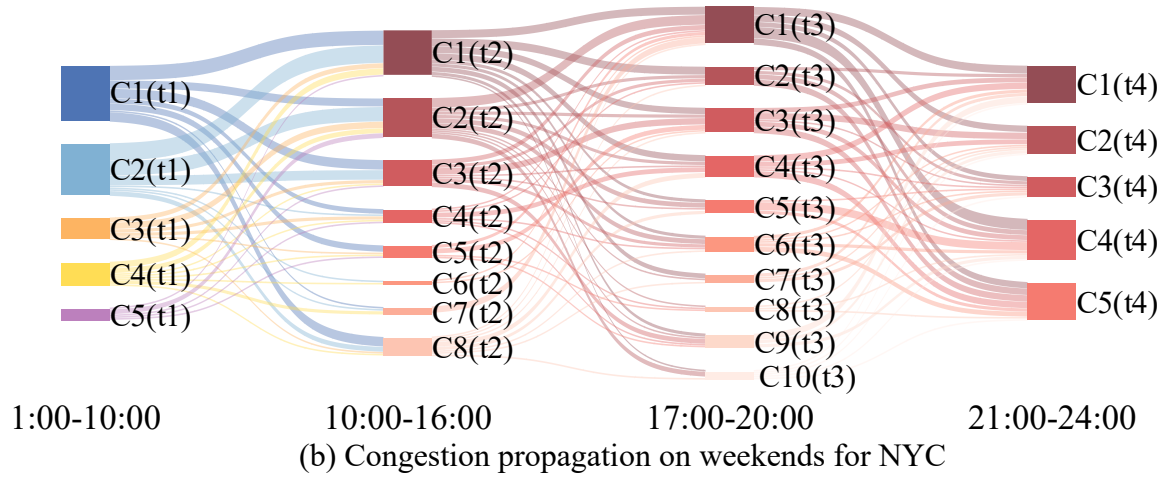 C1(t1)
C2(t1)
C3(t1)
C4(t1)
C5(t1)
C1(t2)
C2(t2)
C3(t2)
C4(t2)
C5(t2)
C6(t2)
C7(t2)
C8(t2)
C1(t3)
C2(t3)
C3(t3)
C4(t3)
C5(t3)
C6(t3)
C7(t3)
C8(t3)
C9(t3)
C10(t3)
C1(t4)
C2(t4)
C3(t4)
C4(t4)
C5(t4)
1:00-10:00 10:00-16:00 17:00-20:00 21:00-24:00
(b) Congestion propagation on weekends for NYC